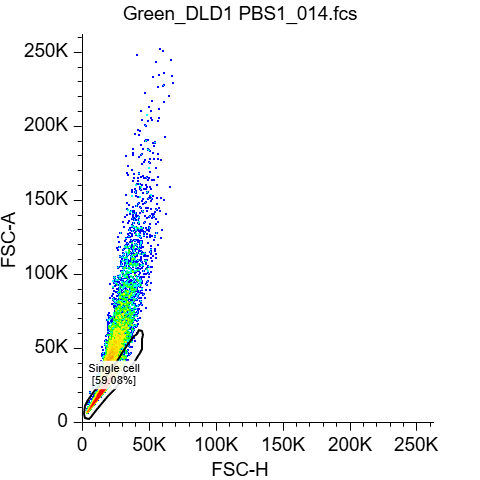 Green_DLD1 PBS1_014.fcs
250K
200K
150K
100K
50K
0
FSC-A
Single cell
[59.08%]
0 50K 100K 150K 200K 250K
FSC-H